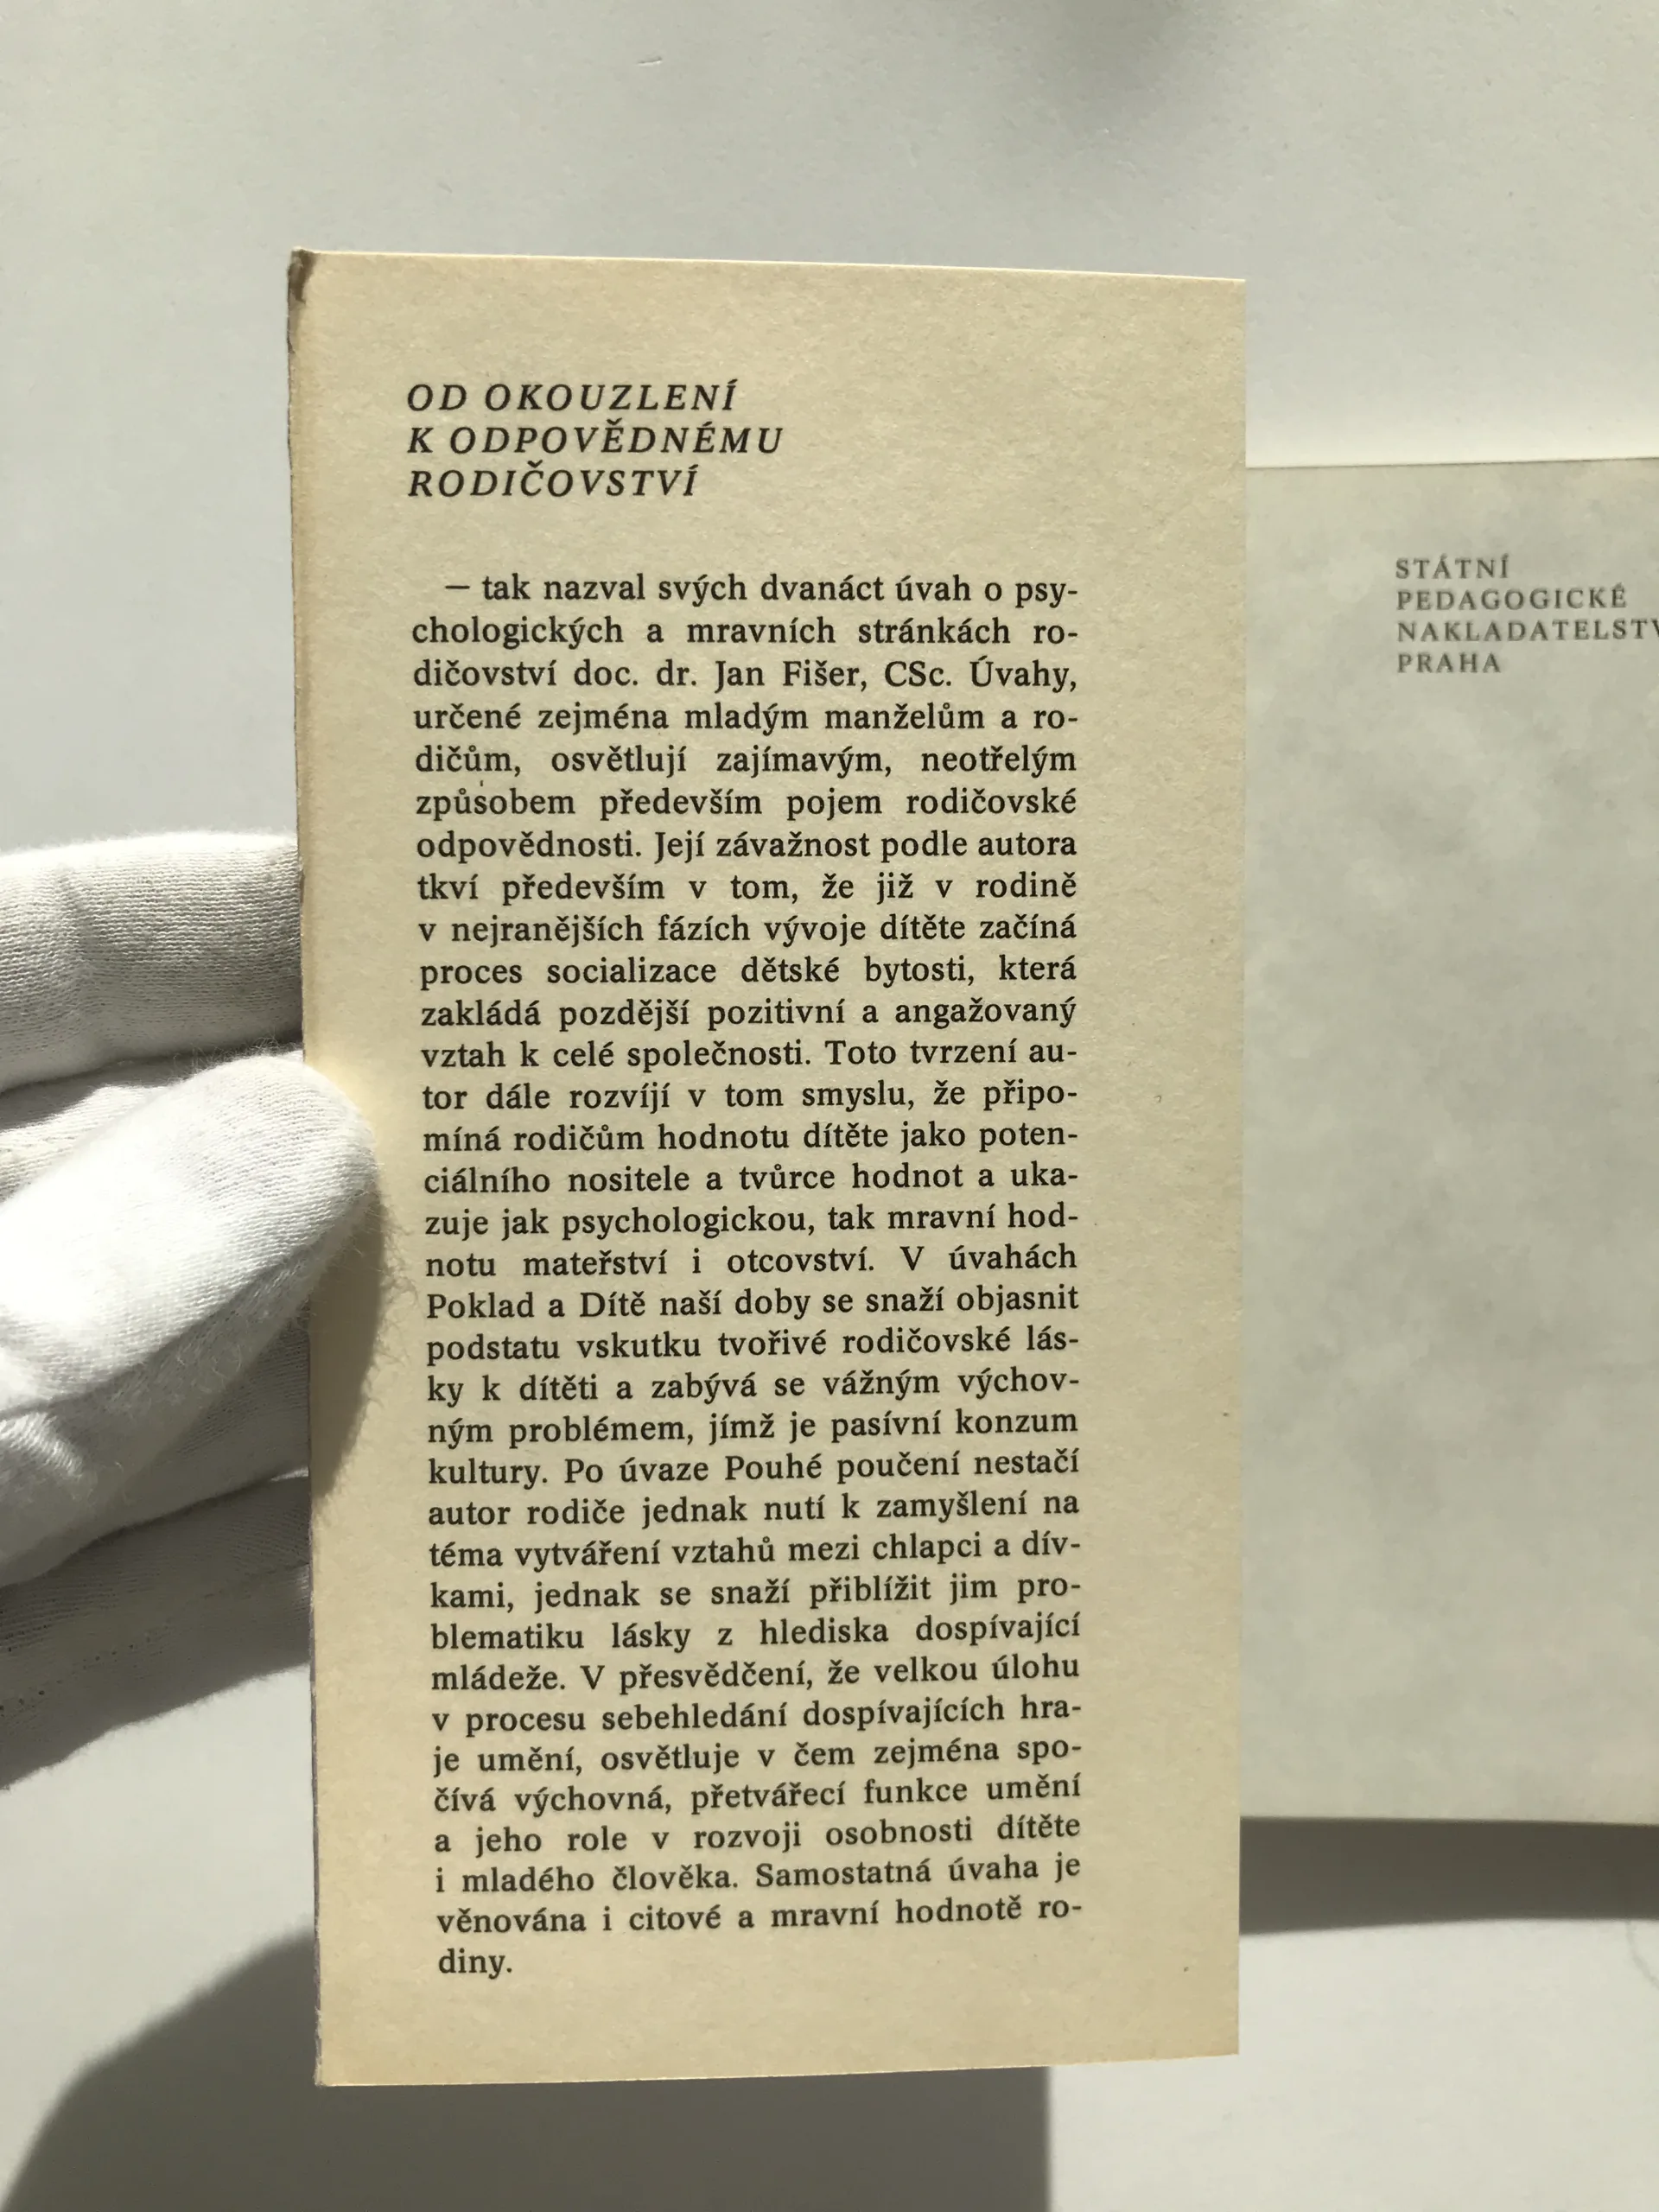 OD OKOUZLENÍ
K ODPOVĚDNÉMU
RODIČOVSTVÍ
— tak nazval svých dvanáct úvah o psy-
chologických a mravních stránkách ro-
dičovství doc. dr. Jan Fišer, CSc. Úvahy,
určené zejména mladým manželům a ro-
dičům, osvětlují zajímavým, neotřelým
způsobem především pojem rodičovské
odpovědnosti. Její závažnost podle autora
tkví především v tom, že již v rodině
v nejranějších fázích vývoje dítěte začíná
proces socializace dětské bytosti, která
zakládá pozdější pozitivní a angažovaný
vztah k celé společnosti. Toto tvrzení au-
tor dále rozvíjí v tom smyslu, že připo-
míná rodičům hodnotu dítěte jako poten-
ciálního nositele a tvůrce hodnot a uka-
zuje jak psychologickou, tak mravní hod-
notu mateřství i otcovství. V úvahách
Poklad a Dítě naší doby se snaží objasnit
podstatu vskutku tvořivé rodičovské lás-
ky k dítěti a zabývá se vážným výchov-
ným problémem, jímž je pasívní konzum
kultury. Po úvaze Pouhé poučení nestačí
autor rodiče jednak nutí k zamyšlení na
téma vytváření vztahů mezi chlapci a dív-
kami, jednak se snaží přiblížit jim pro-
blematiku lásky z hlediska dospívající
mládeže. V přesvědčení, že velkou úlohu
v procesu sebehledání dospívajících hra-
je umění, osvětluje v čem zejména spo-
čívá výchovná, přetvářecí funkce umění
a jeho role v rozvoji osobnosti dítěte
i mladého člověka. Samostatná úvaha je
věnována i citové a mravní hodnotě ro-
diny.
STÁTNÍ
PEDAGOGICKÉ
NAKLADATELSTV
PRAHA